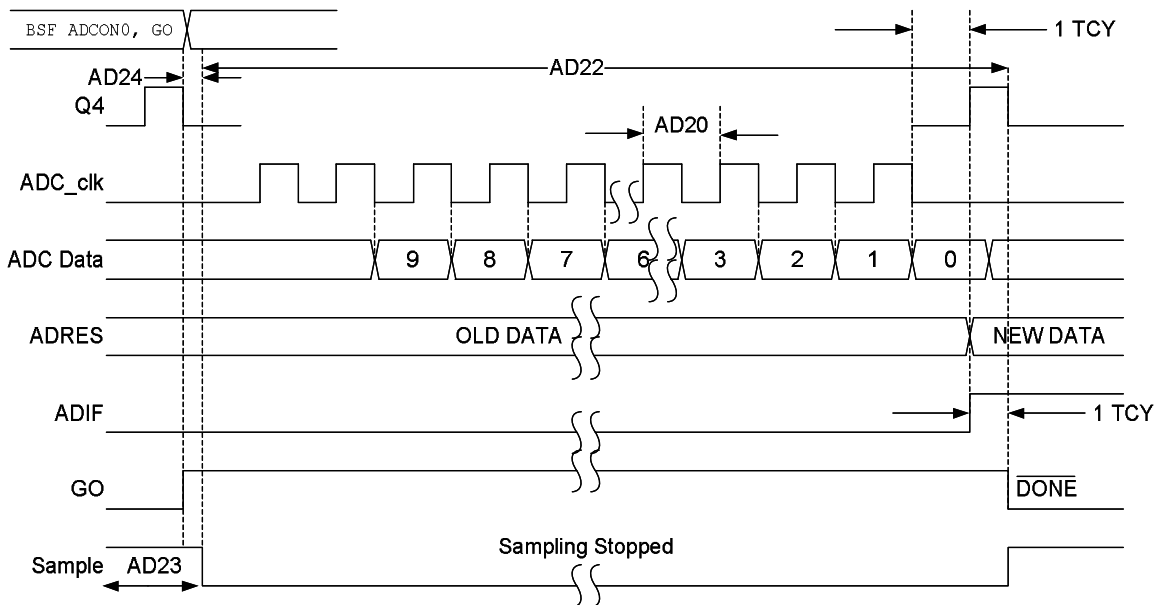 BSF ADCON0, GO
1 TCY
AD24
AD22
Q4
AD20
ADC_clk
ADC Data
9 8 7 6 3 2 1 0
ADRES
OLD DATA
NEW DATA
ADIF
1 TCY
GO
DONE
Sample
AD23
Sampling Stopped